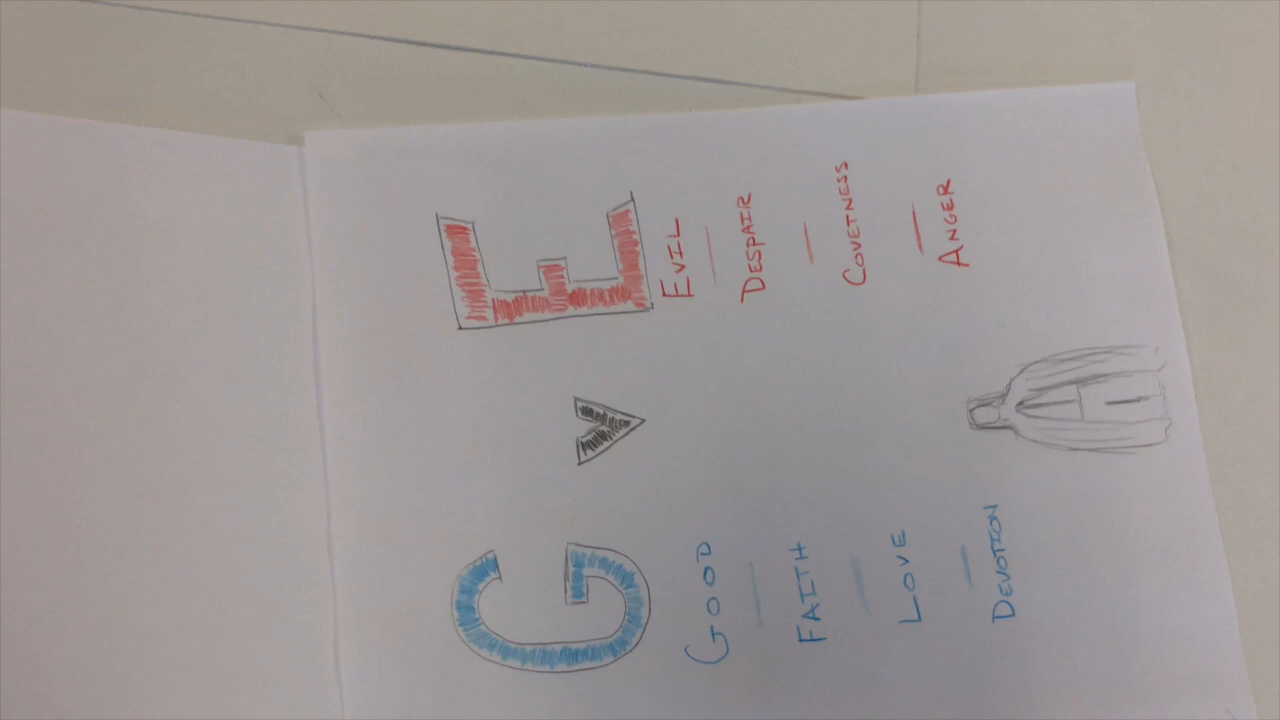 G V E
GOOD EVIL
FAITH DESPAIR
LOVE COVETNESS
DEVOTION ANGER